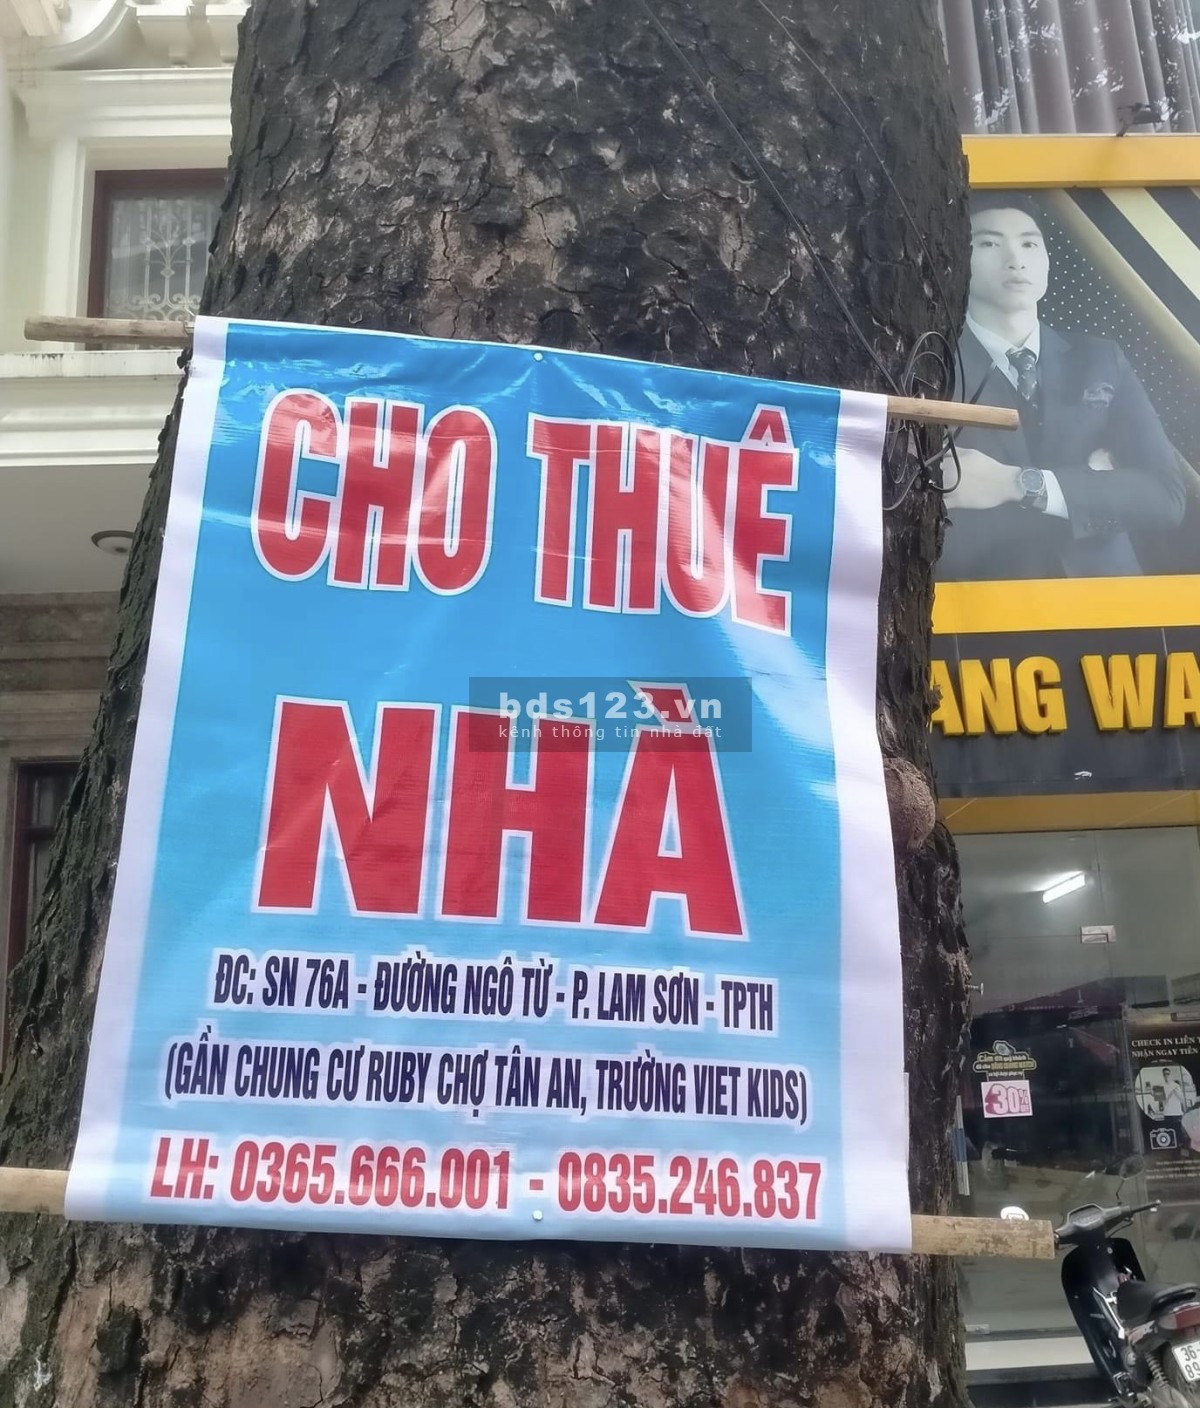 CHO THUÊ
NHÀ
bds123.vn
kênh thông tin nhà đất
ĐC: SN 76A - ĐƯỜNG NGÔ TỪ - P. LAM SƠN - TPTH
(GẦN CHUNG CƯ RUBY CHỢ TÂN AN, TRƯỜNG VIET KIDS)
LH: 0365.666.001 - 0835.246.837
ANG WA
30%
CHECK IN LIỀN T
NHẬN NGAY TIỀN